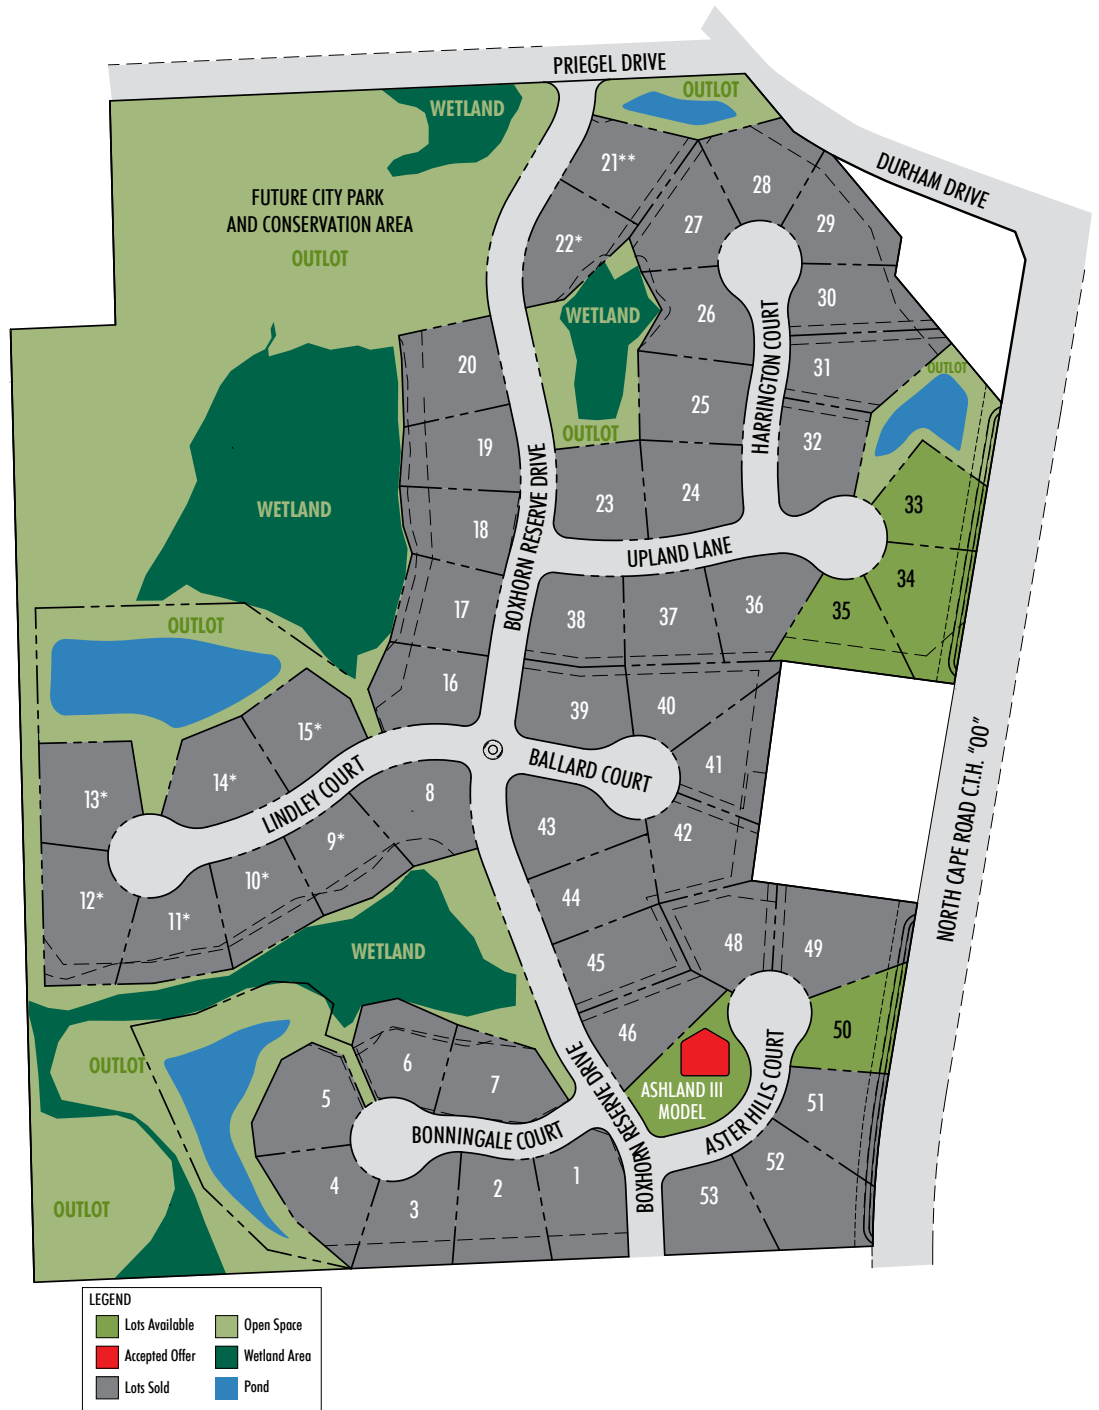 PRIEGEL DRIVE
OUTLOT
WETLAND
DURHAM DRIVE
21**
28
FUTURE CITY PARK
AND CONSERVATION AREA
OUTLOT
27
29
22*
WETLAND
26
30
HARRINGTON COURT
20
31
OUTLOT
25
OUTLOT
19
32
BOXHORN RESERVE DRIVE
24
23
33
WETLAND
18
UPLAND LANE
34
17
38
37
36
35
OUTLOT
16
39
40
15*
BALLARD COURT
41
NORTH CAPE ROAD C.T.H. "OO"
14*
LINDLEY COURT
8
13*
43
42
9*
10*
12*
44
11*
48
49
WETLAND
45
46
50
OUTLOT
6
5
7
ASHLAND III
MODEL
ASTER HILLS COURT
51
BOXHORN RESERVE DRIVE
BONNINGALE COURT
52
4
2
1
53
3
OUTLOT
BOXHORN
LEGEND
Lots Available
Open Space
Accepted Offer
Wetland Area
Lots Sold
Pond